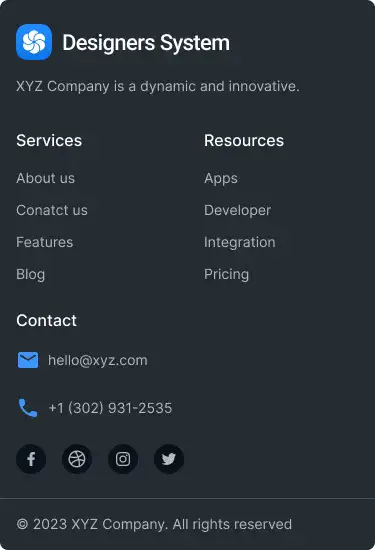 Designers System
XYZ Company is a dynamic and innovative.
Services
About us
Conatct us
Features
Blog
Resources
Apps
Developer
Integration
Pricing
Contact
hello@xyz.com
+1 (302) 931-2535
© 2023 XYZ Company. All rights reserved